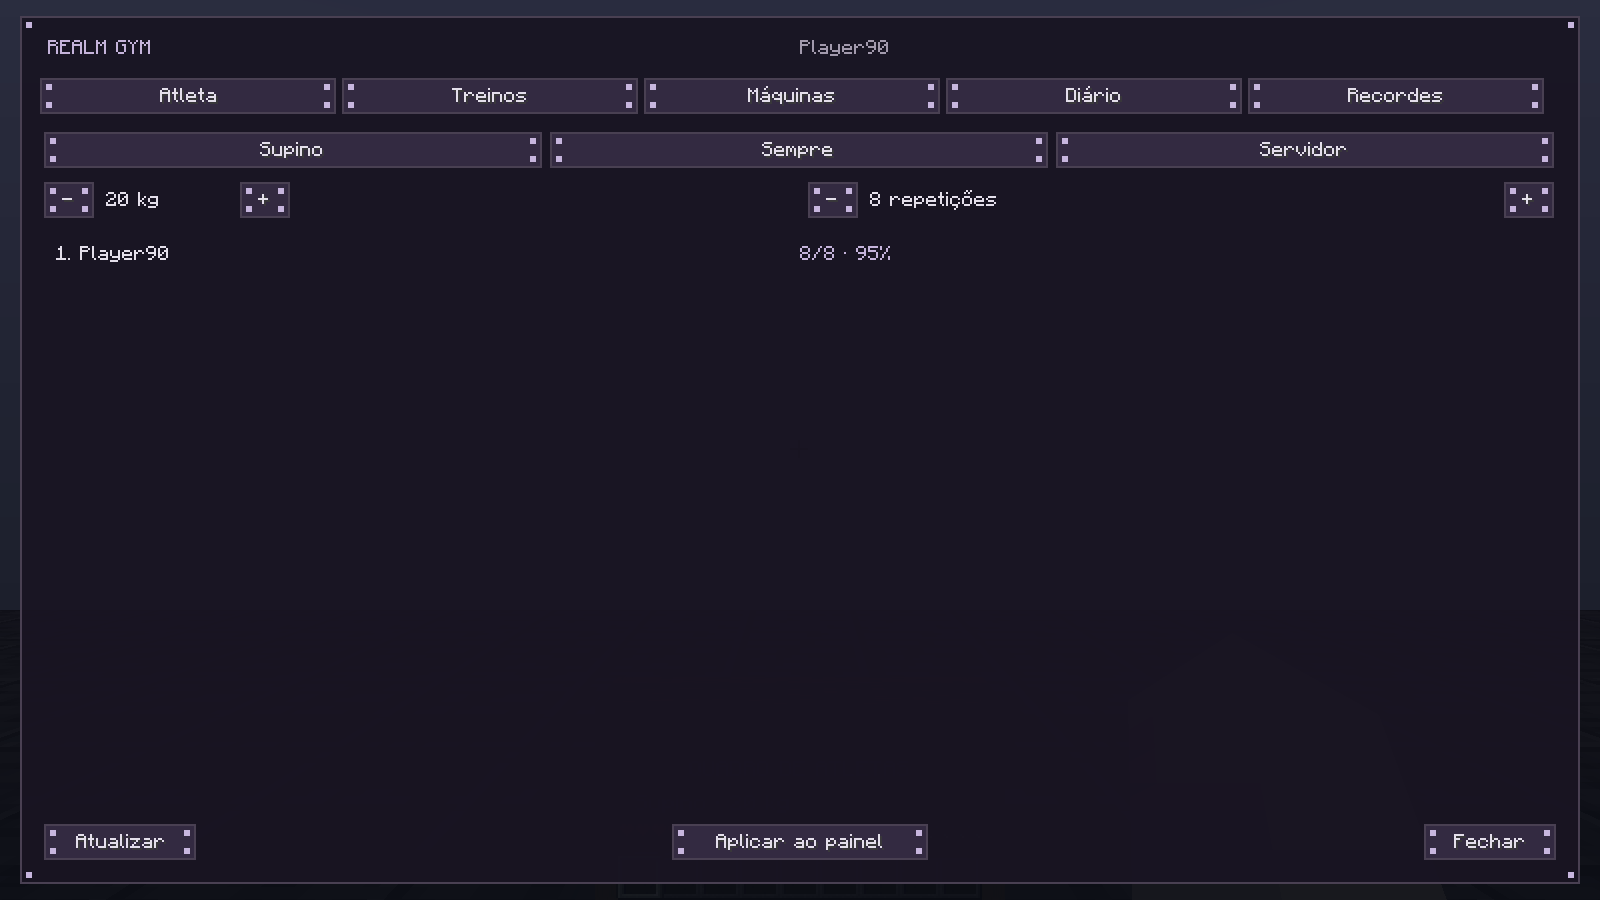 REALM GYM Player90
Atleta Treinos Máquinas Diário Recordes
Supino Sempre Servidor
- 20 kg + - 8 repetições +
1. Player90 8/8 · 95%
Atualizar Aplicar ao painel Fechar